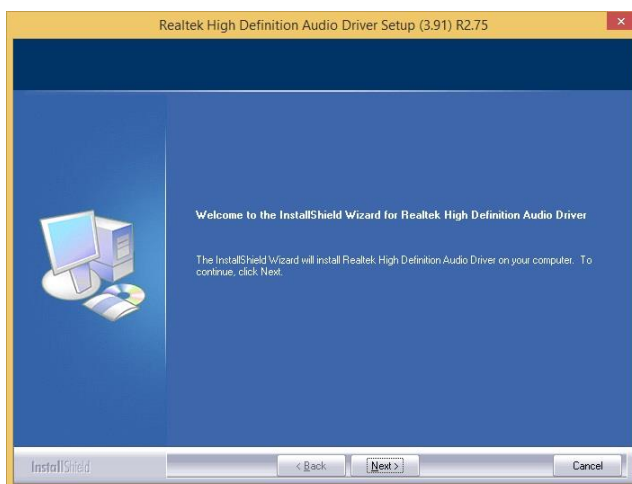 Realtek High Definition Audio Driver Setup (3.91) R2.75
Welcome to the InstallShield Wizard for Realtek High Definition Audio Driver
The InstallShield Wizard will install Realtek High Definition Audio Driver on your computer. To
continue, click Next.
InstallShield
< Back
Next >
Cancel